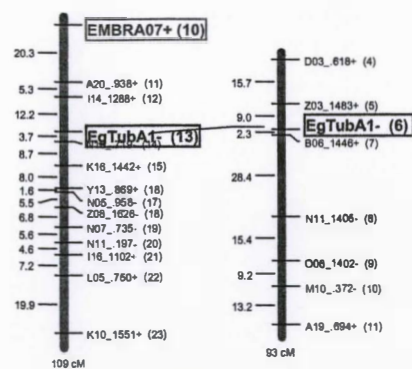 EMBRA07+ (10)
20.3
A20_.938+ (11)
5.3
I14_1288+ (12)
12.2
EgTubA1- (13)
3.7
8.7
K16_1442+ (15)
8.0
Y13_.869+ (16)
1.6
N05_.958- (17)
5.5
Z08_1626- (18)
6.8
N07_.735- (19)
5.6
N11_.197- (20)
4.6
I16_1102+ (21)
7.2
L05_.760+ (22)
19.9
K10_1551+ (23)
109 cM
D03_.618+ (4)
15.7
Z03_1483+ (5)
9.0
EgTubA1- (6)
2.3
B06_1446+ (7)
28.4
N11_1406- (8)
15.4
O06_1402- (9)
9.2
M10_.372- (10)
13.2
A19_.694+ (11)
93 cM